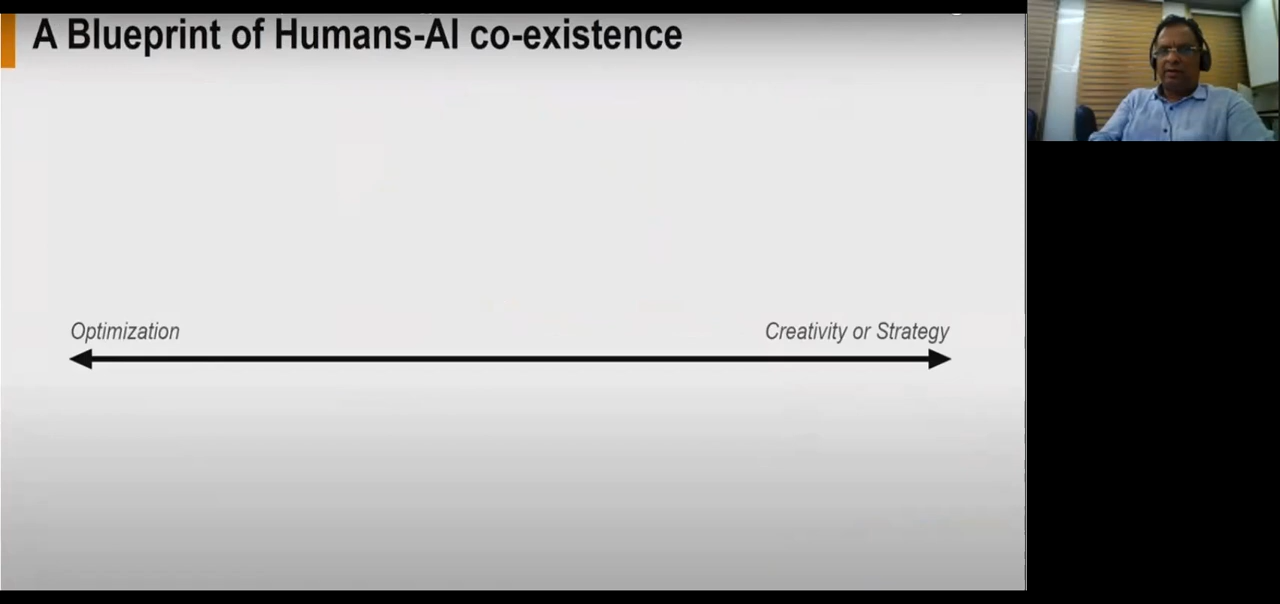 A Blueprint of Humans-AI co-existence
Optimization
Creativity or Strategy